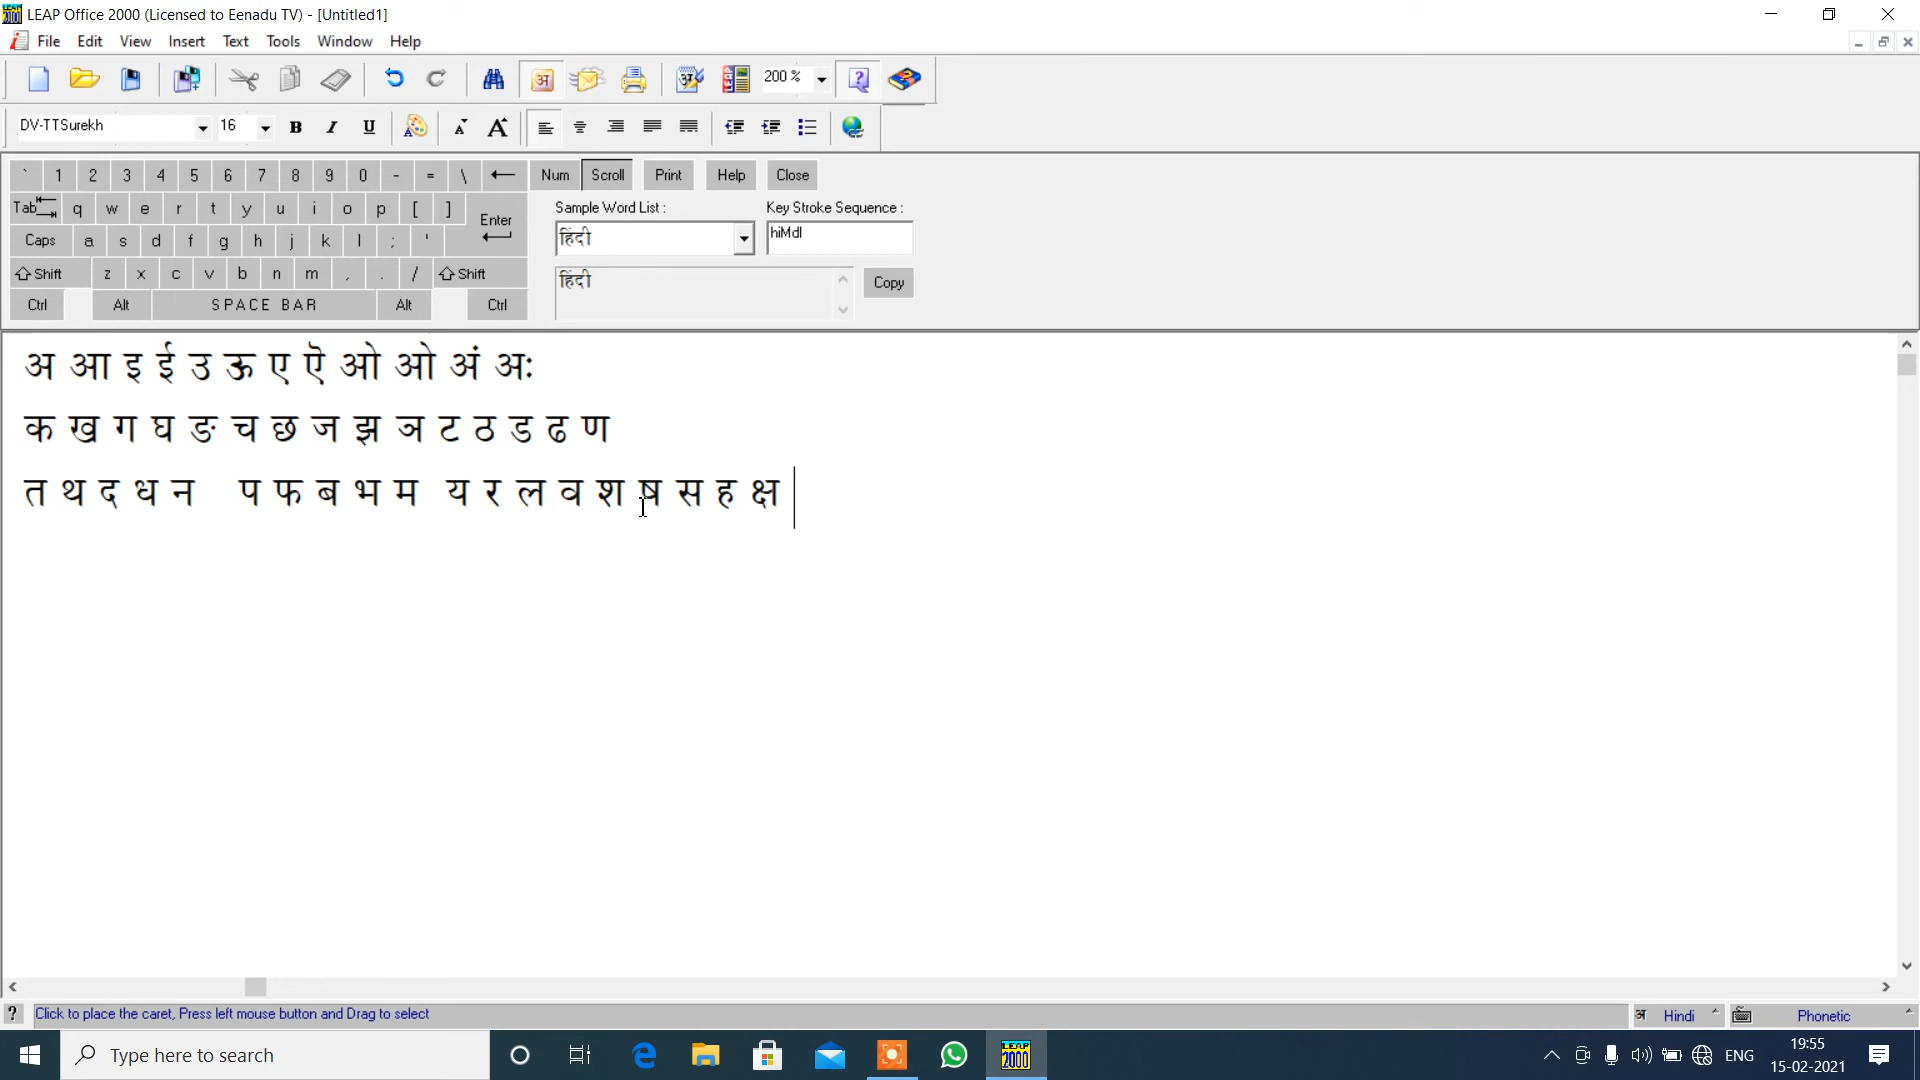 LEAP Office 2000 (Licensed to Eenadu TV) - [Untitled1]
File Edit View Insert Text Tools Window Help
200 %
DV-TTSurekh 16 B I U A A
` 1 2 3 4 5 6 7 8 9 0 - = \ Num Scroll Print Help Close
Tab q w e r t y u i o p [ ] Enter Sample Word List : Key Stroke Sequence :
Caps a s d f g h j k l ; ' हिंदी hiMdI
Shift z x c v b n m , . / Shift हिंदी Copy
Ctrl Alt SPACE BAR Alt Ctrl
अ आ इ ई उ ऊ ए ऐ ओ ओ अं अः
क ख ग घ ङ च छ ज झ ञ ट ठ ड ढ ण
त थ द ध न प फ ब भ म य र ल व श ष स ह क्ष
? Click to place the caret, Press left mouse button and Drag to select अ Hindi Phonetic
Type here to search LEAP 2000 ENG 19:55
15-02-2021